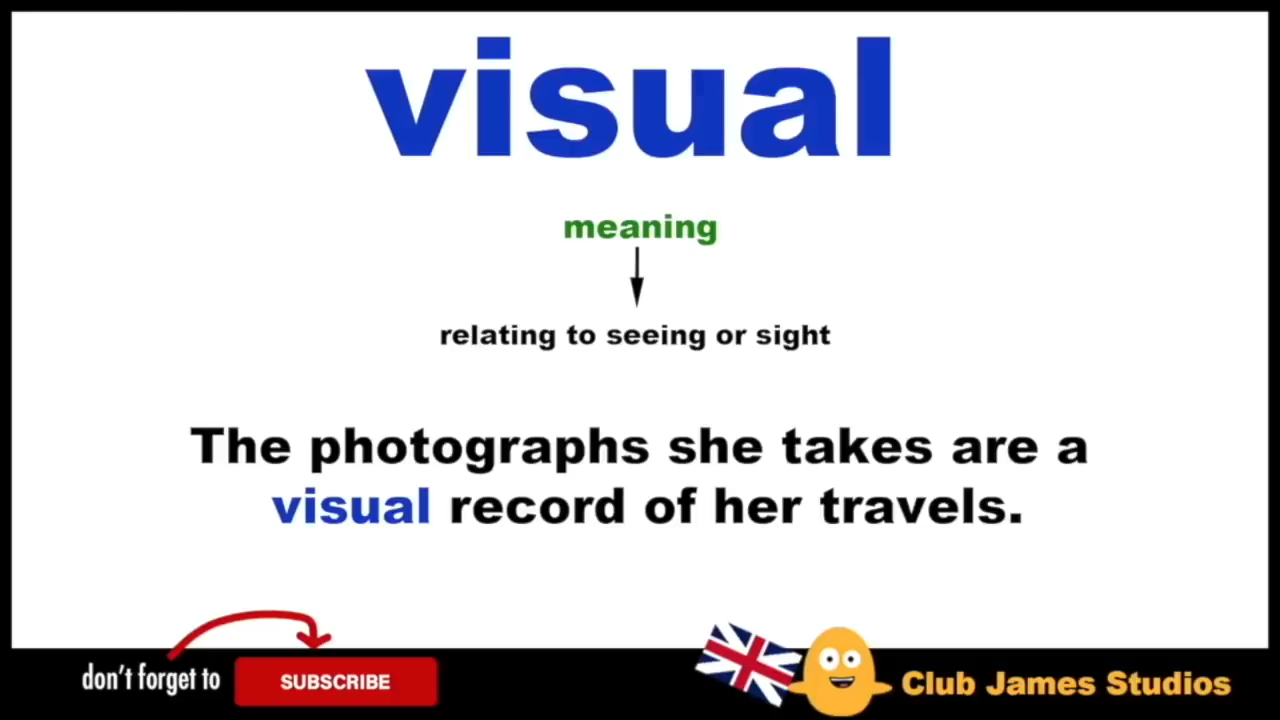 visual
meaning
relating to seeing or sight
The photographs she takes are a
visual record of her travels.
don't forget to
SUBSCRIBE
Club James Studios